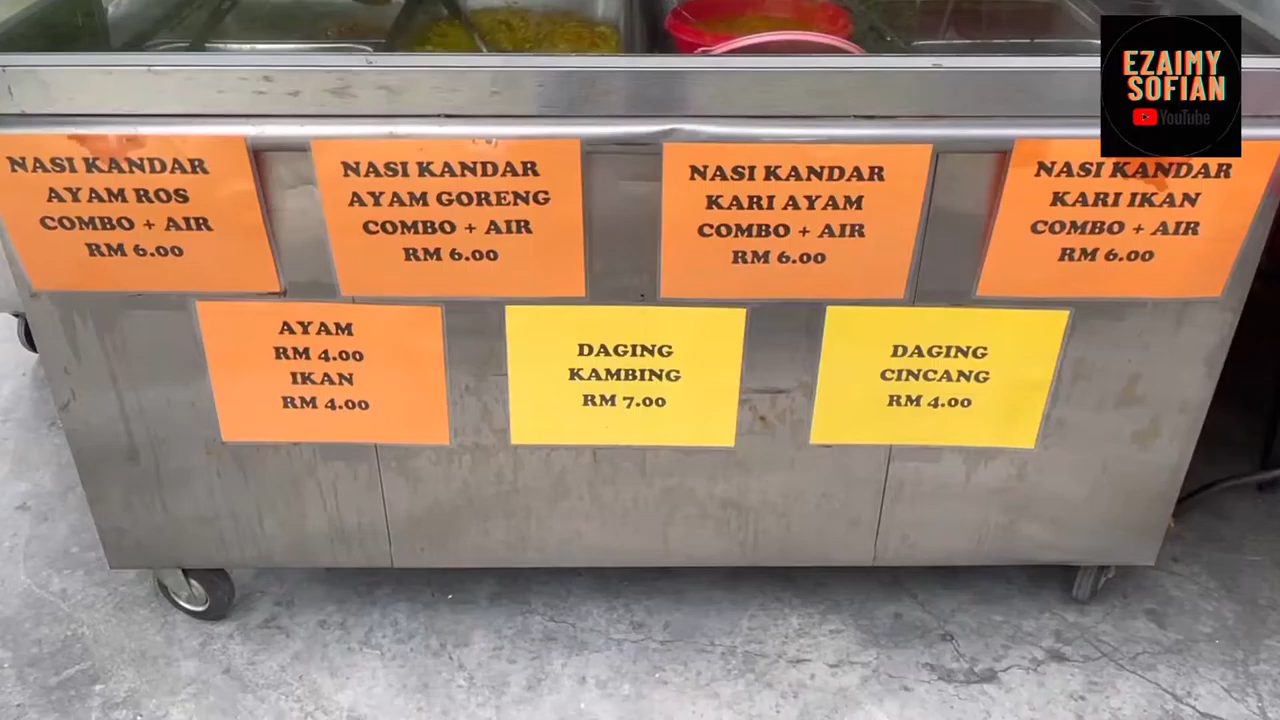 EZAIMY
SOFIAN
YouTube
NASI KANDAR
AYAM ROS
COMBO + AIR
RM 6.00
NASI KANDAR
AYAM GORENG
COMBO + AIR
RM 6.00
NASI KANDAR
KARI AYAM
COMBO + AIR
RM 6.00
NASI KANDAR
KARI IKAN
COMBO + AIR
RM 6.00
AYAM
RM 4.00
IKAN
RM 4.00
DAGING
KAMBING
RM 7.00
DAGING
CINCANG
RM 4.00